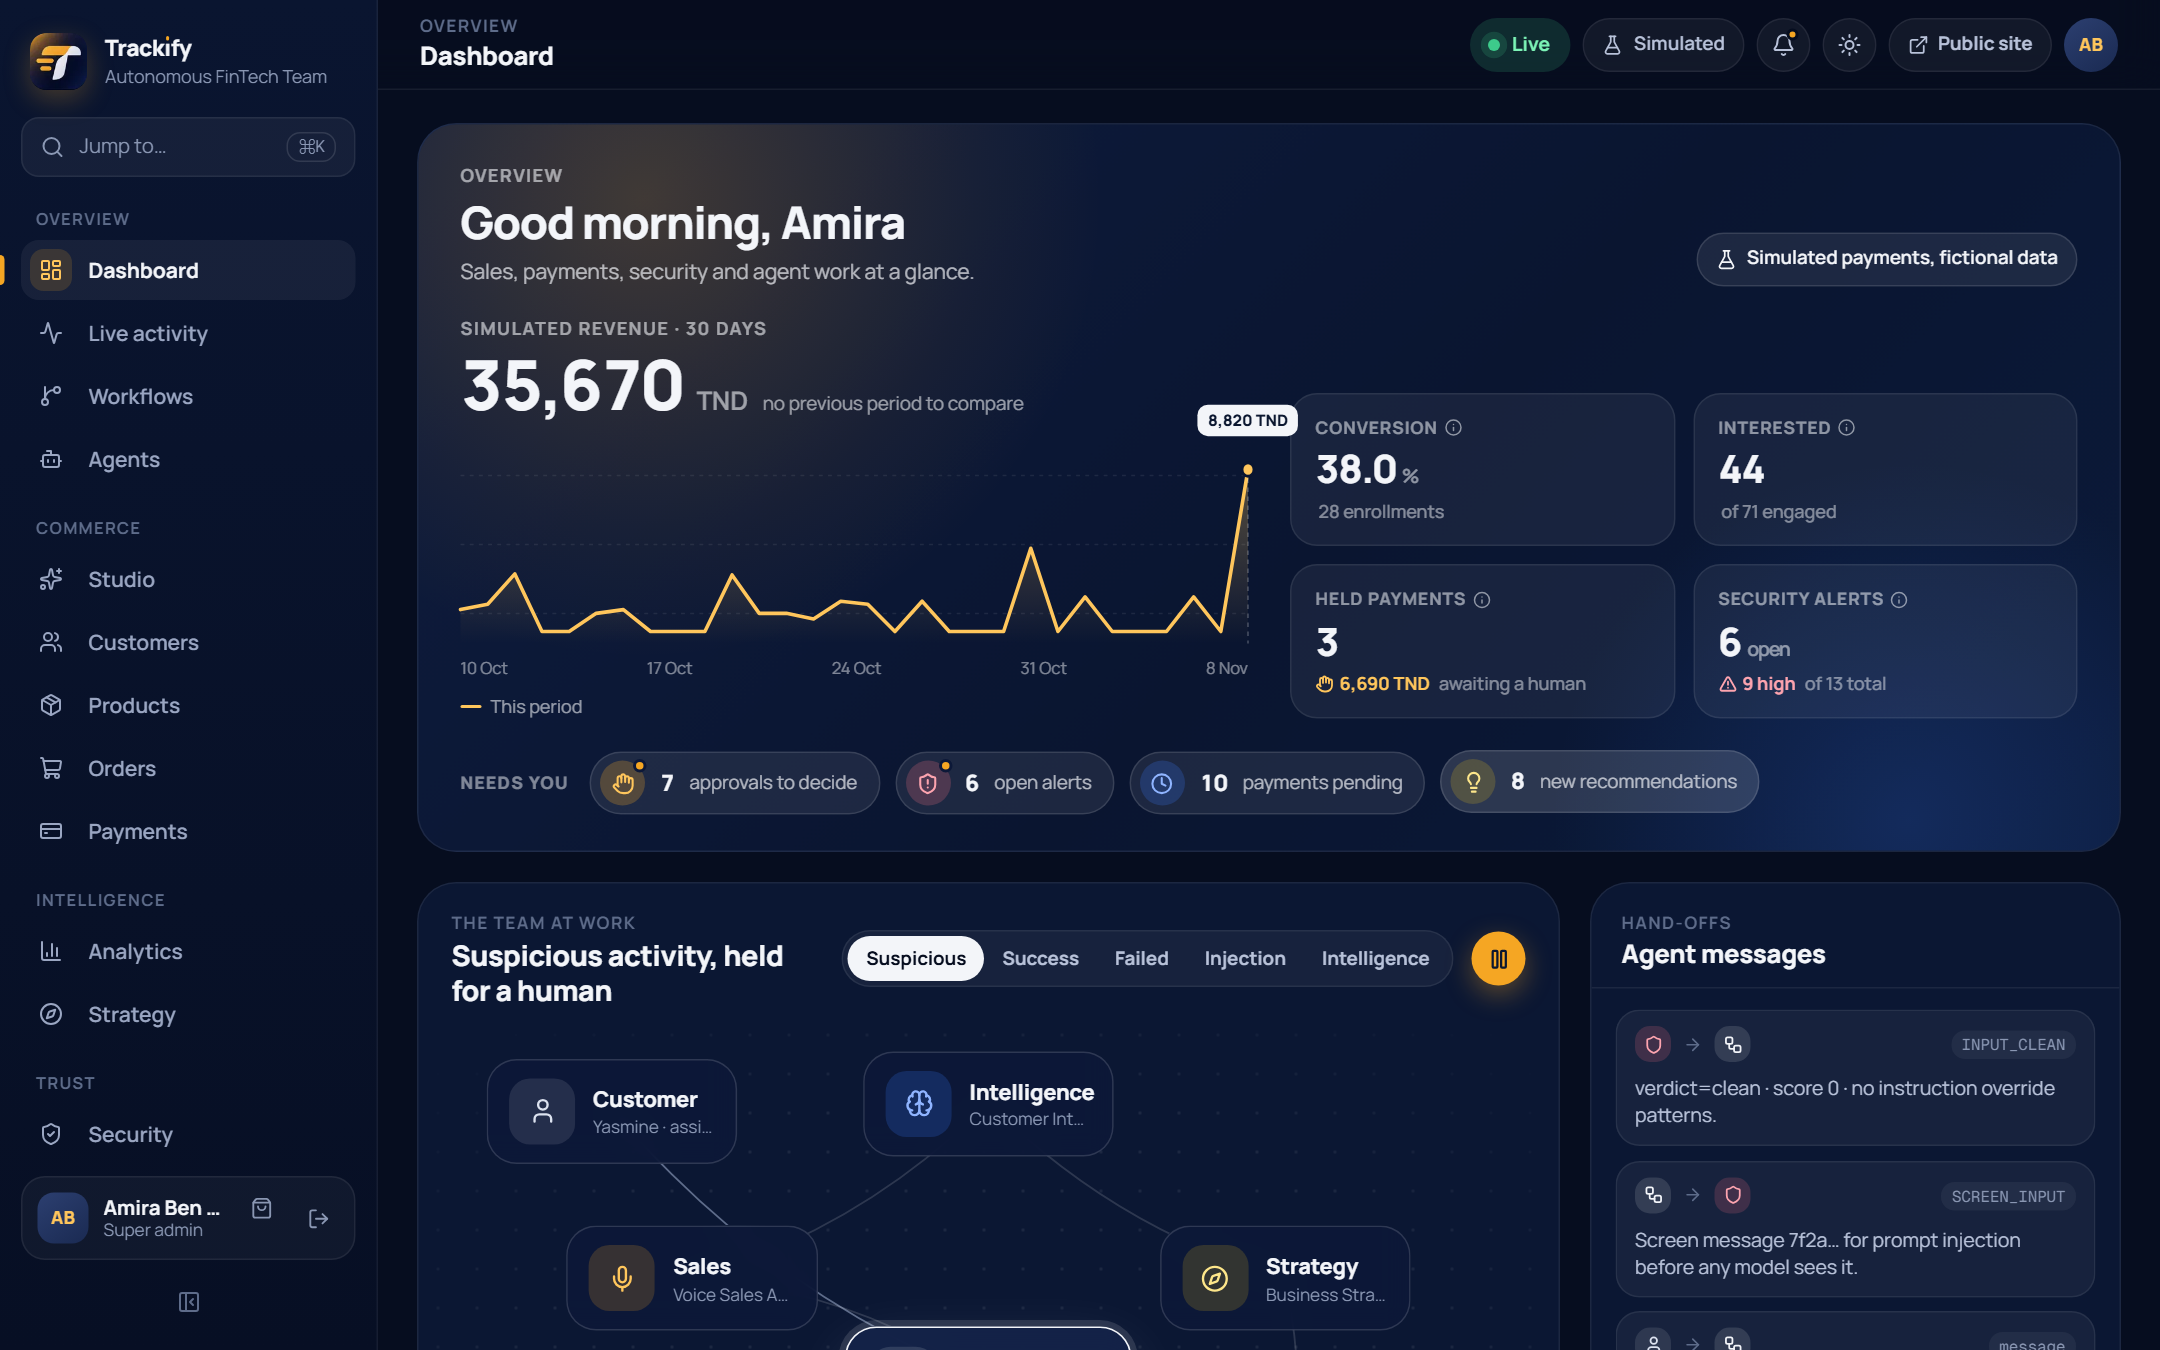 Trackify
Autonomous FinTech Team
Jump to...
⌘K
OVERVIEW
Dashboard
Live activity
Workflows
Agents
COMMERCE
Studio
Customers
Products
Orders
Payments
INTELLIGENCE
Analytics
Strategy
TRUST
Security
AB
Amira Ben ...
Super admin
OVERVIEW
Dashboard
Live
Simulated
Public site
AB
OVERVIEW
Good morning, Amira
Sales, payments, security and agent work at a glance.
Simulated payments, fictional data
SIMULATED REVENUE · 30 DAYS
35,670 TND no previous period to compare
8,820 TND
10 Oct 17 Oct 24 Oct 31 Oct 8 Nov
This period
CONVERSION
38.0 %
28 enrollments
INTERESTED
44
of 71 engaged
HELD PAYMENTS
3
6,690 TND awaiting a human
SECURITY ALERTS
6 open
9 high of 13 total
NEEDS YOU
7 approvals to decide
6 open alerts
10 payments pending
8 new recommendations
THE TEAM AT WORK
Suspicious activity, held
for a human
Suspicious Success Failed Injection Intelligence
Customer
Yasmine · assi...
Intelligence
Customer Int...
Sales
Voice Sales A...
Strategy
Business Stra...
HAND-OFFS
Agent messages
INPUT_CLEAN
verdict=clean · score 0 · no instruction override
patterns.
SCREEN_INPUT
Screen message 7f2a... for prompt injection
before any model sees it.
message